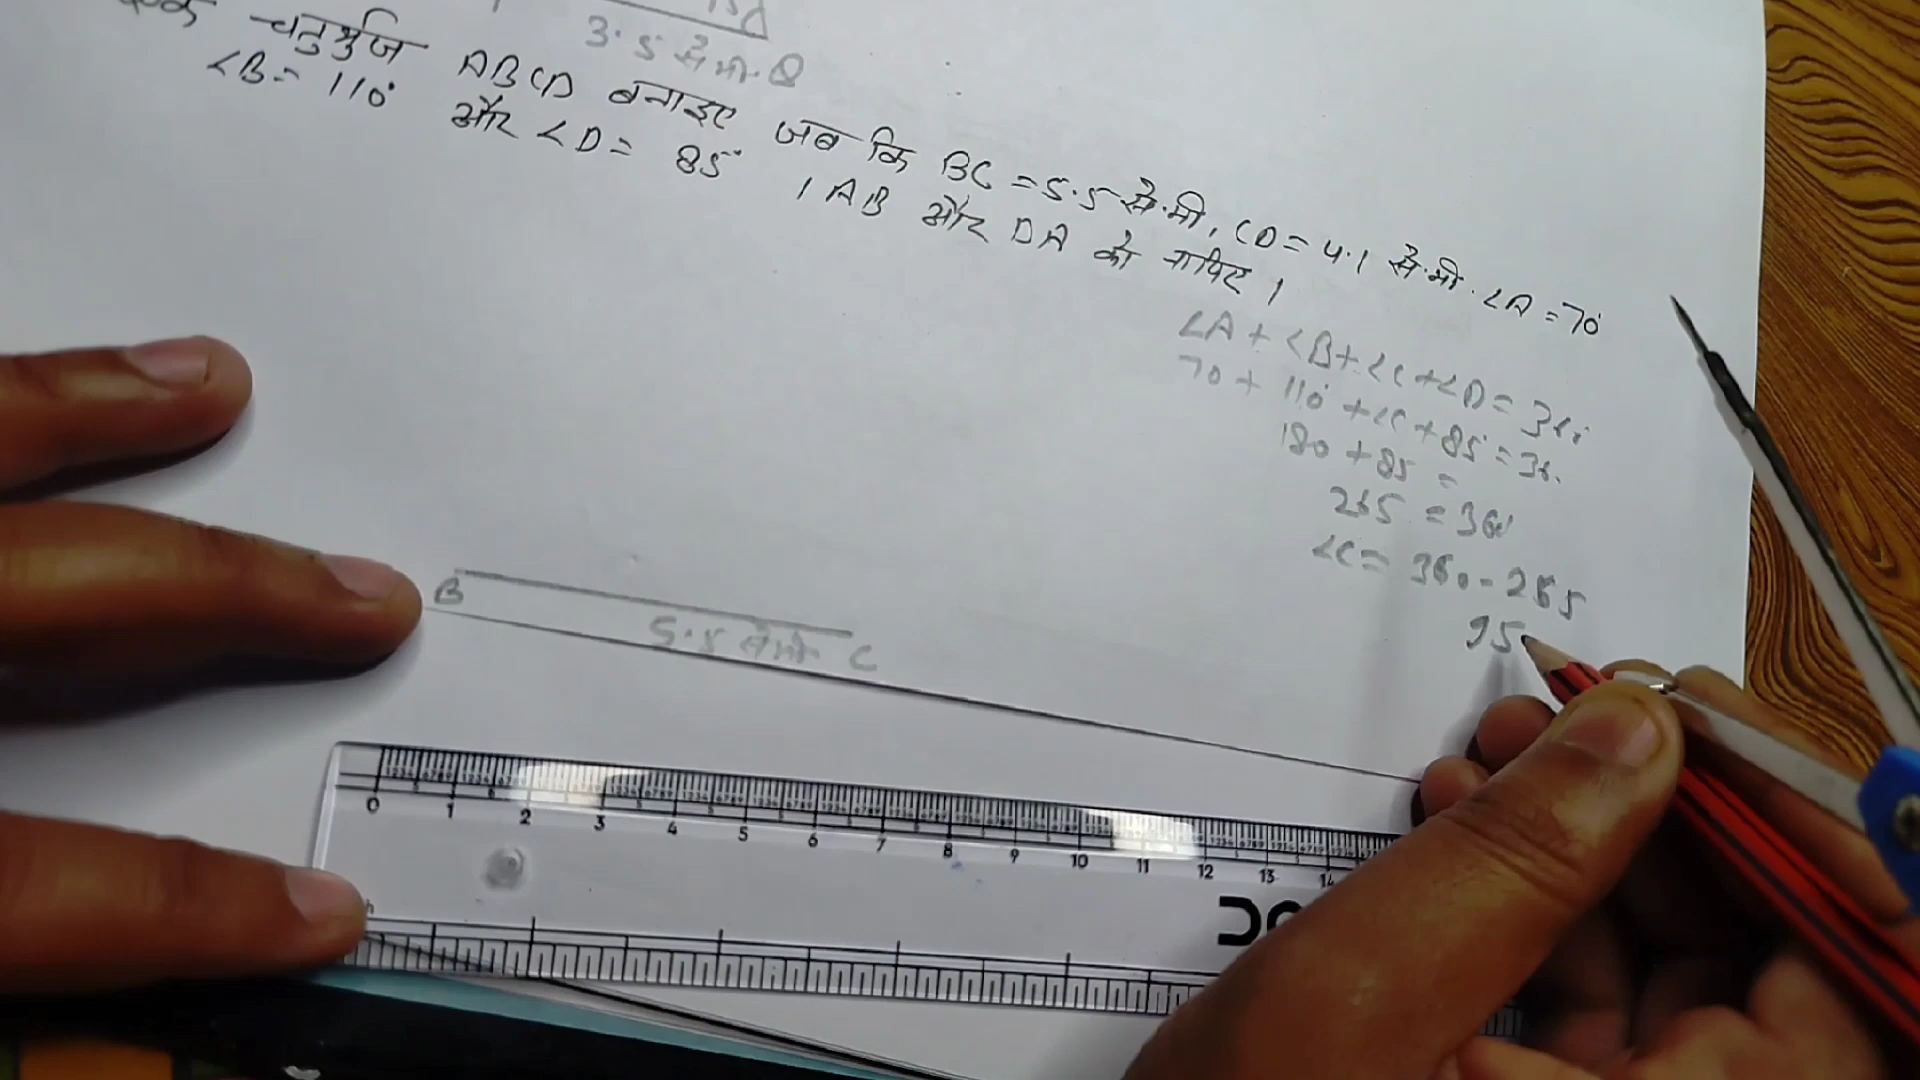 3.5 सेमी. Q
एक चतुर्भुज ABCD बनाइए जब कि BC = 5.5 से.मी, CD = 4.1 से.मी. ∠A = 70°
∠B = 110° और ∠D = 85° । AB और DA को नापिए ।
∠A + ∠B + ∠C + ∠D = 360
70 + 110° + ∠C + 85° = 360
180 + 85 =
265 = 360
∠C = 360 - 265
95
B
5.5 सेमी C
0 1 2 3 4 5 6 7 8 9 10 11 12 13 14